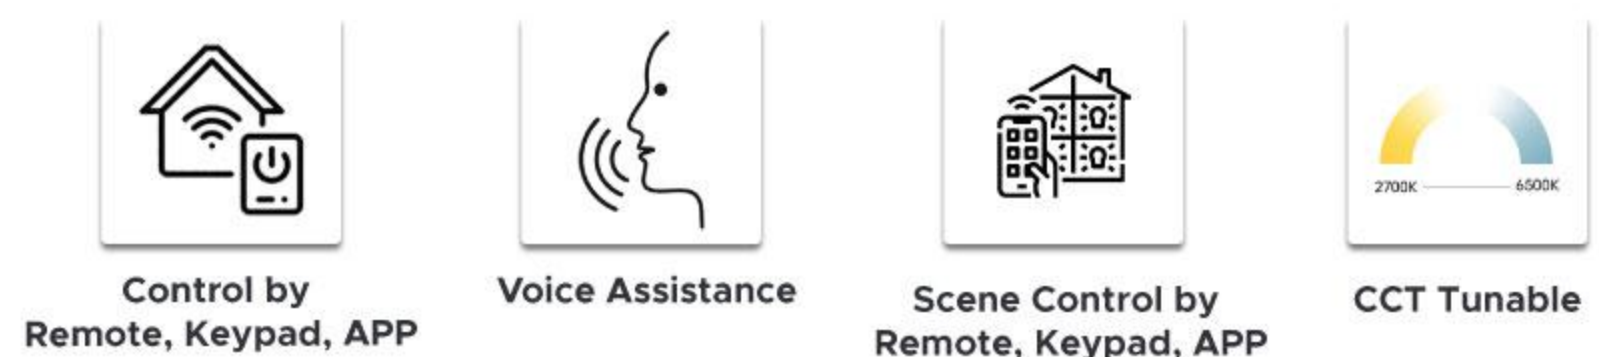 2700K
6500K
Control by
Remote, Keypad, APP
Voice Assistance
Scene Control by
Remote, Keypad, APP
CCT Tunable